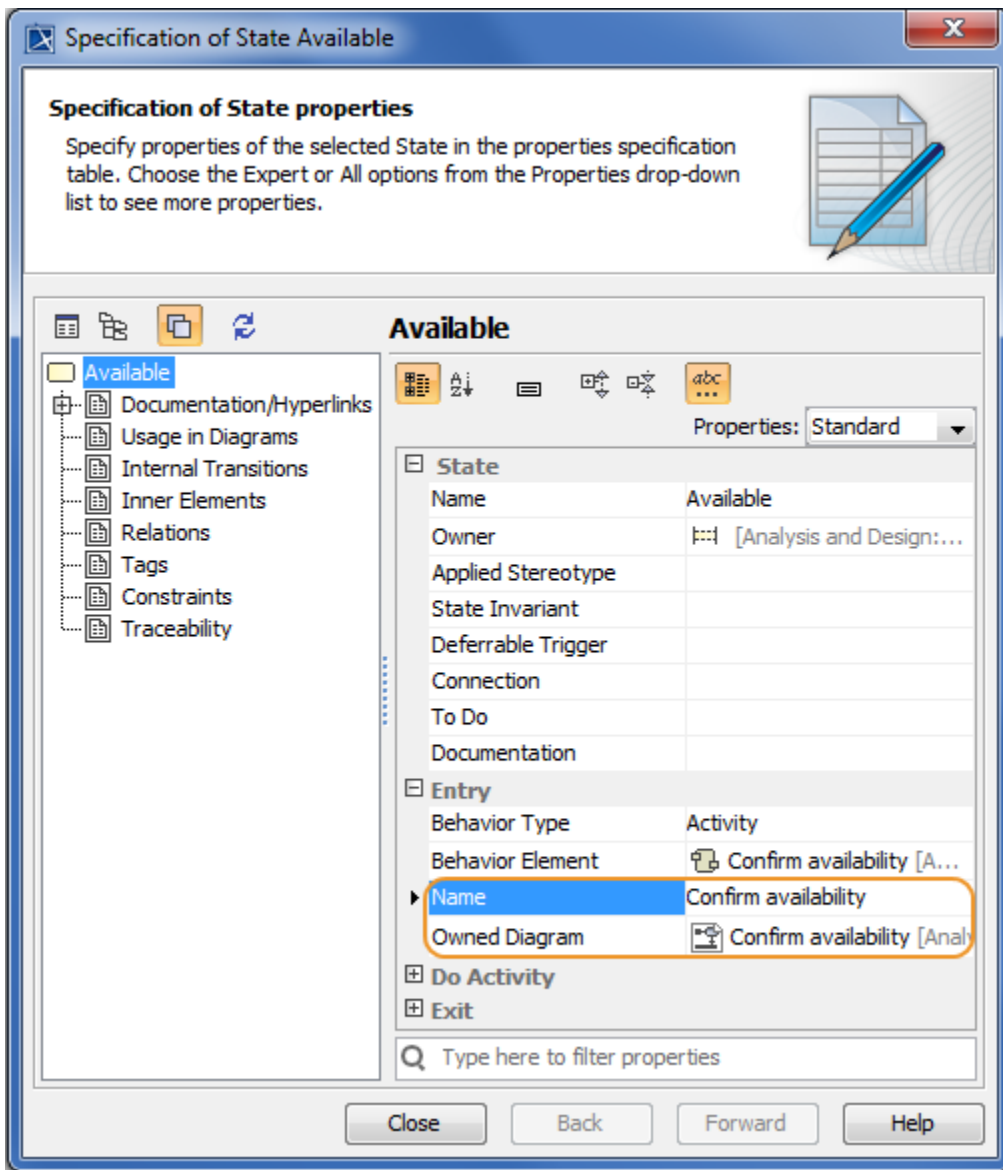 Specification of State Available
Specification of State properties
Specify properties of the selected State in the properties specification
table. Choose the Expert or All options from the Properties drop-down
list to see more properties.
Available
Available
Documentation/Hyperlinks
Usage in Diagrams
Internal Transitions
Inner Elements
Relations
Tags
Constraints
Traceability
abc
Properties: Standard
State
Name Available
Owner [Analysis and Design:...
Applied Stereotype
State Invariant
Deferrable Trigger
Connection
To Do
Documentation
Entry
Behavior Type Activity
Behavior Element Confirm availability [A...
Name Confirm availability
Owned Diagram Confirm availability [Analy
Do Activity
Exit
Type here to filter properties
Close Back Forward Help